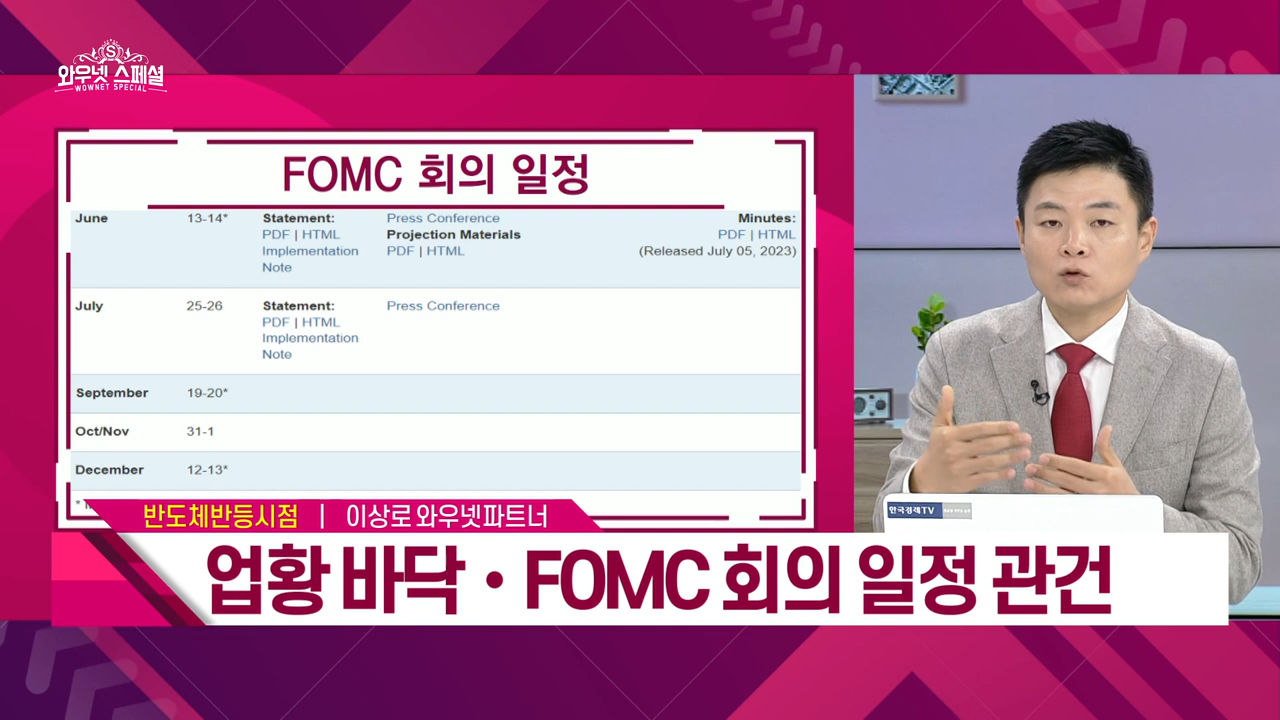 S
와우넷 스페셜
WOWNET SPECIAL
FOMC 회의 일정
June 13-14* Statement: Press Conference Minutes:
PDF | HTML Projection Materials PDF | HTML
Implementation PDF | HTML (Released July 05, 2023)
Note
July 25-26 Statement: Press Conference
PDF | HTML
Implementation
Note
September 19-20*
Oct/Nov 31-1
December 12-13*
*
반도체반등시점 | 이상로 와우넷파트너
업황 바닥 · FOMC 회의 일정 관건
한국경제TV